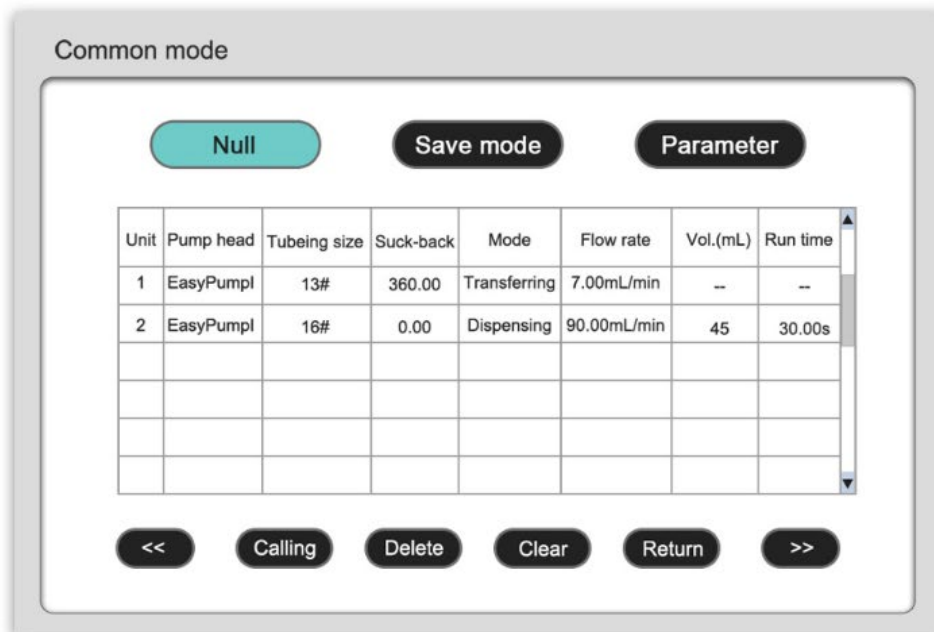 Common mode
Null Save mode Parameter
Unit Pump head Tubeing size Suck-back Mode Flow rate Vol.(mL) Run time
1 EasyPumpI 13# 360.00 Transferring 7.00mL/min -- --
2 EasyPumpI 16# 0.00 Dispensing 90.00mL/min 45 30.00s
<< Calling Delete Clear Return >>